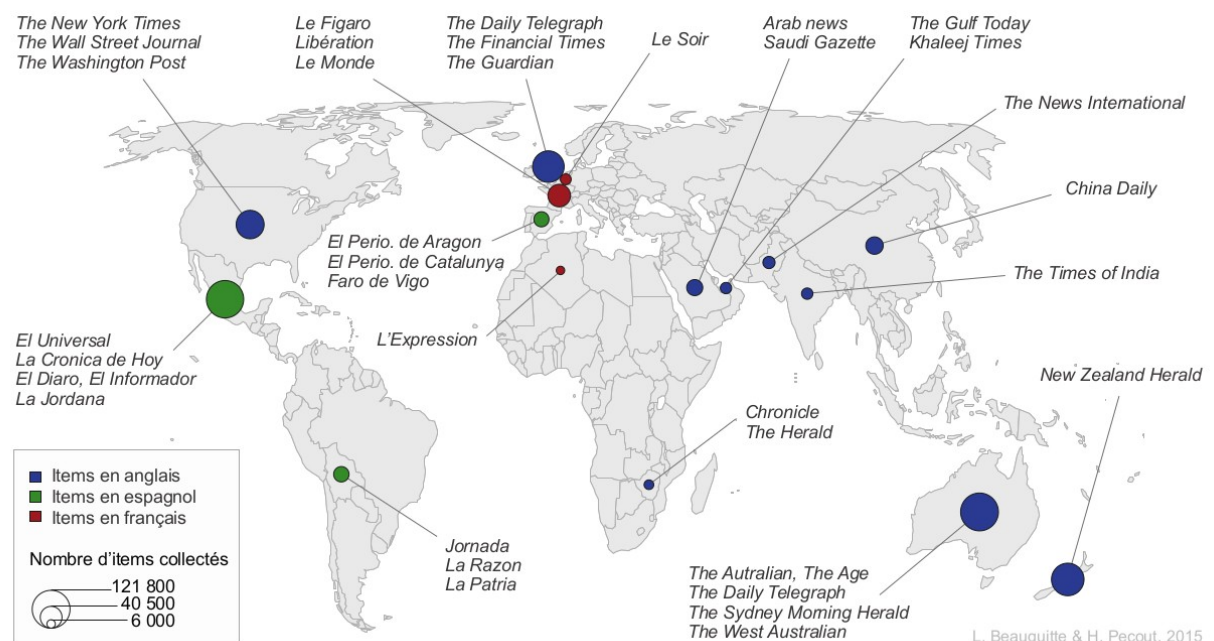 The New York Times
The Wall Street Journal
The Washington Post
Le Figaro
Libération
Le Monde
The Daily Telegraph
The Financial Times
The Guardian
Le Soir
Arab news
Saudi Gazette
The Gulf Today
Khaleej Times
The News International
China Daily
The Times of India
El Perio. de Aragon
El Perio. de Catalunya
Faro de Vigo
L'Expression
El Universal
La Cronica de Hoy
El Diaro, El Informador
La Jordana
New Zealand Herald
Chronicle
The Herald
Jornada
La Razon
La Patria
The Autralian, The Age
The Daily Telegraph
The Sydney Morning Herald
The West Australian
Items en anglais
Items en espagnol
Items en français
Nombre d'items collectés
121 800
40 500
6 000
L. Beauguitte & H. Pecout, 2015